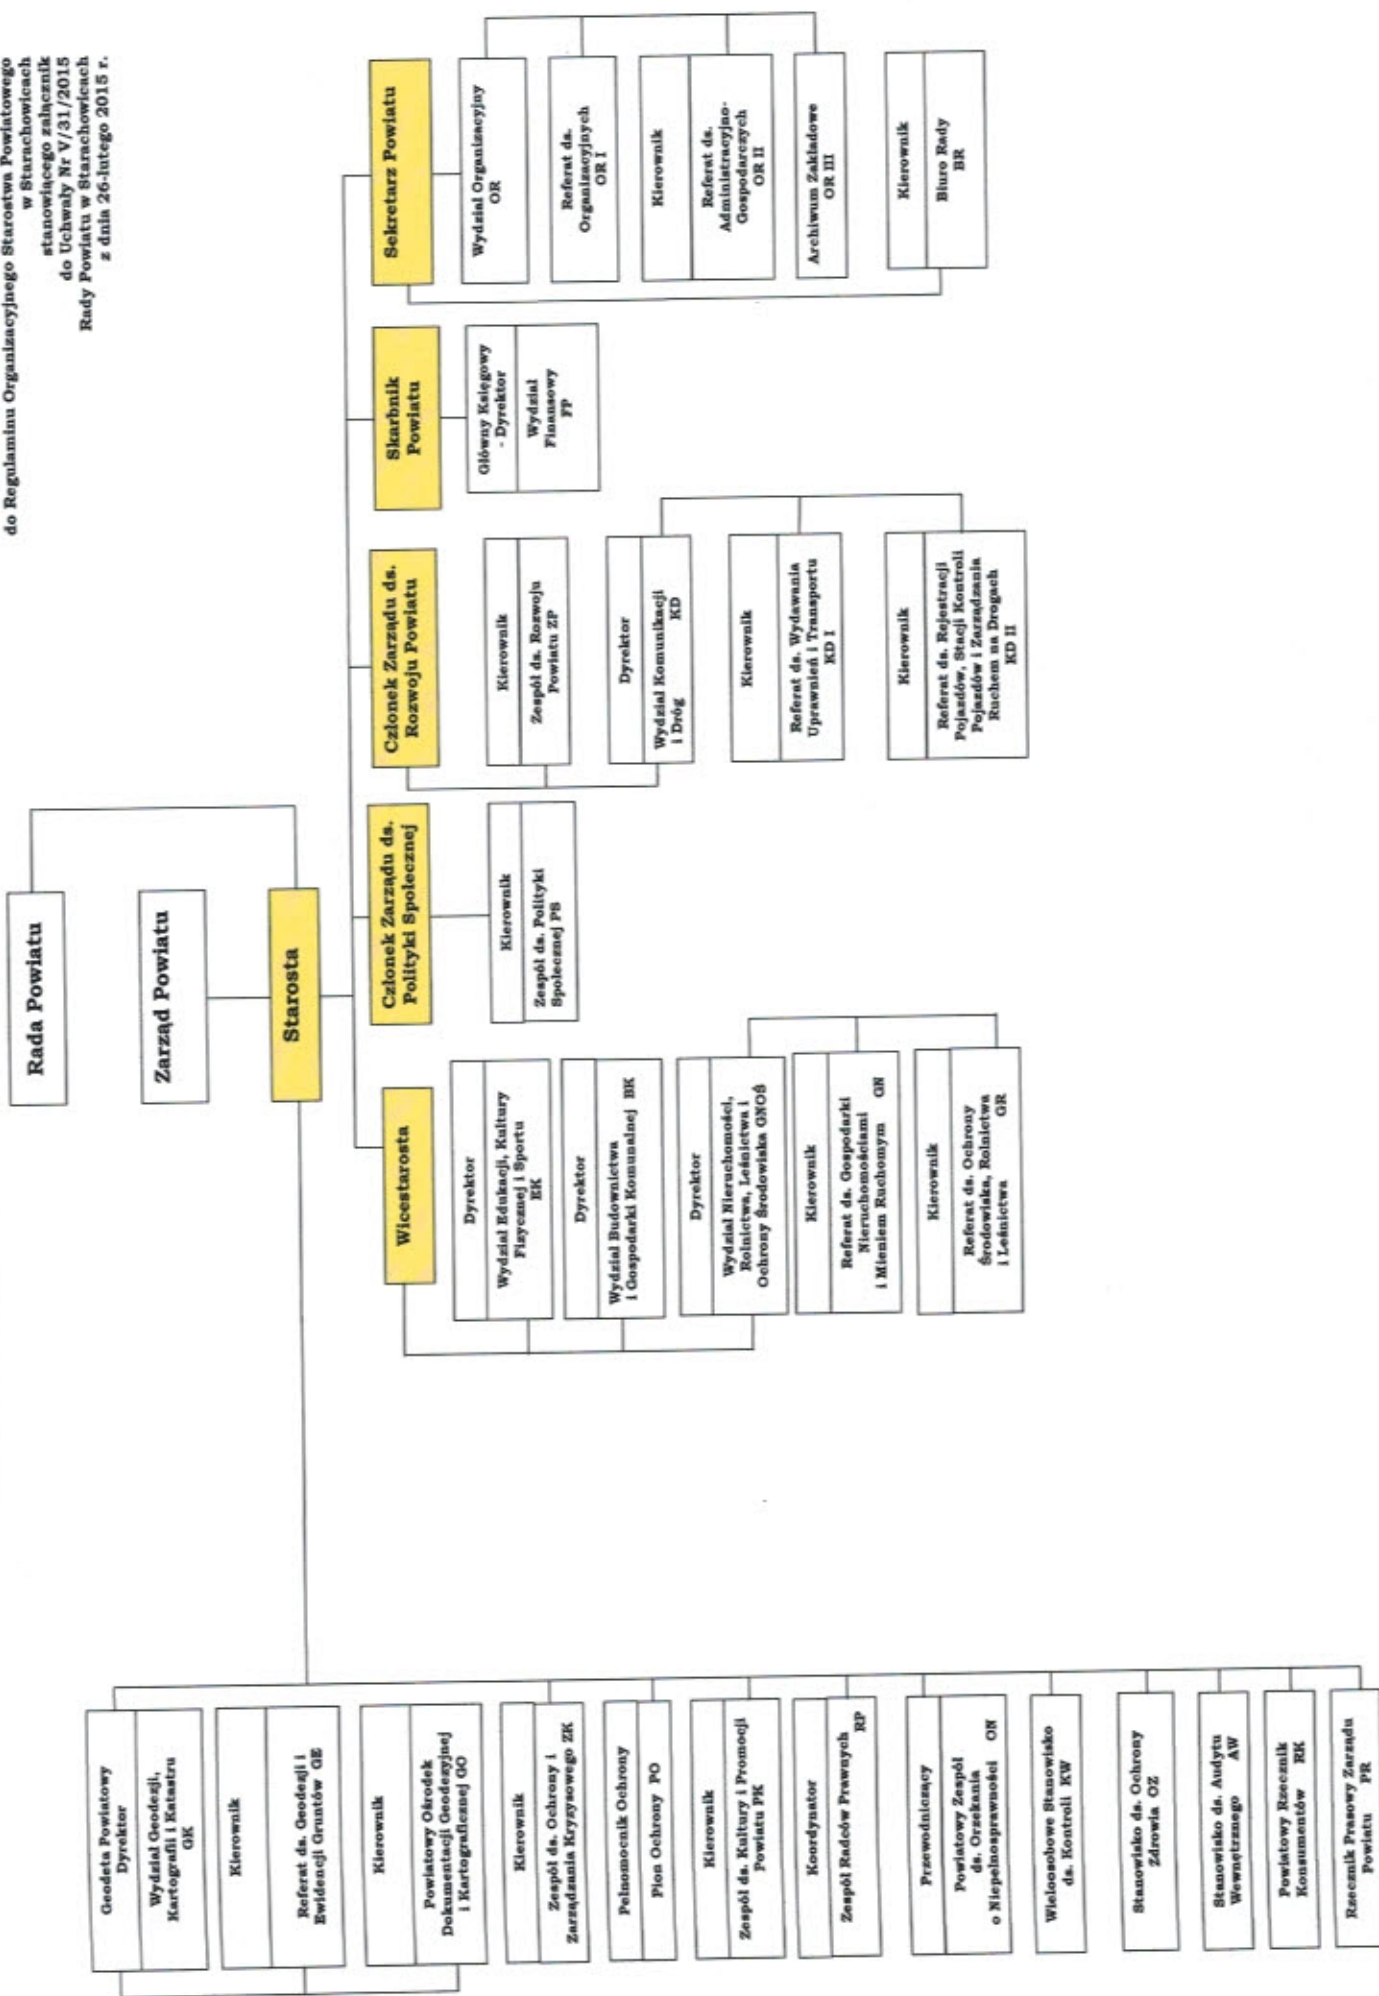 do Regulaminu Organizacyjnego Starostwa Powiatowego
w Starachowicach
stanowiącego załącznik
do Uchwały Nr V/31/2015
Rady Powiatu w Starachowicach
z dnia 26-lutego 2015 r.
Rada Powiatu
Zarząd Powiatu
Starosta
Wicestarosta
Członek Zarządu ds.
Polityki Społecznej
Członek Zarządu ds.
Rozwoju Powiatu
Skarbnik
Powiatu
Sekretarz Powiatu
Geodeta Powiatowy
Dyrektor
Wydział Geodezji,
Kartografii i Katastru
GK
Kierownik
Referat ds. Geodezji i
Ewidencji Gruntów GE
Kierownik
Powiatowy Ośrodek
Dokumentacji Geodezyjnej
i Kartograficznej GO
Kierownik
Zespół ds. Ochrony i
Zarządzania Kryzysowego ZK
Pełnomocnik Ochrony
Pion Ochrony PO
Kierownik
Zespół ds. Kultury i Promocji
Powiatu PK
Koordynator
Zespół Radców Prawnych
RP
Przewodniczący
Powiatowy Zespół
ds. Orzekania
o Niepełnosprawności ON
Wieloosobowe Stanowisko
ds. Kontroli KW
Stanowisko ds. Ochrony
Zdrowia OZ
Stanowisko ds. Audytu
Wewnętrznego AW
Powiatowy Rzecznik
Konsumentów RK
Rzecznik Prasowy Zarządu
Powiatu PR
Dyrektor
Wydział Edukacji, Kultury
Fizycznej i Sportu
EK
Dyrektor
Wydział Budownictwa
i Gospodarki Komunalnej BK
Dyrektor
Wydział Nieruchomości,
Rolnictwa, Leśnictwa i
Ochrony Środowiska GNOŚ
Kierownik
Referat ds. Gospodarki
Nieruchomościami
i Mieniem Ruchomym GN
Kierownik
Referat ds. Ochrony
Środowiska, Rolnictwa
i Leśnictwa GR
Kierownik
Zespół ds. Polityki
Społecznej PS
Kierownik
Zespół ds. Rozwoju
Powiatu ZP
Dyrektor
Wydział Komunikacji
i Dróg KD
Kierownik
Referat ds. Wydawania
Uprawnień i Transportu
KD I
Kierownik
Referat ds. Rejestracji
Pojazdów, Stacji Kontroli
Pojazdów i Zarządzania
Ruchem na Drogach
KD II
Główny Księgowy
- Dyrektor
Wydział
Finansowy
FP
Wydział Organizacyjny
OR
Referat ds.
Organizacyjnych
OR I
Kierownik
Referat ds.
Administracyjno-
Gospodarczych
OR II
Archiwum Zakładowe
OR III
Kierownik
Biuro Rady
BR